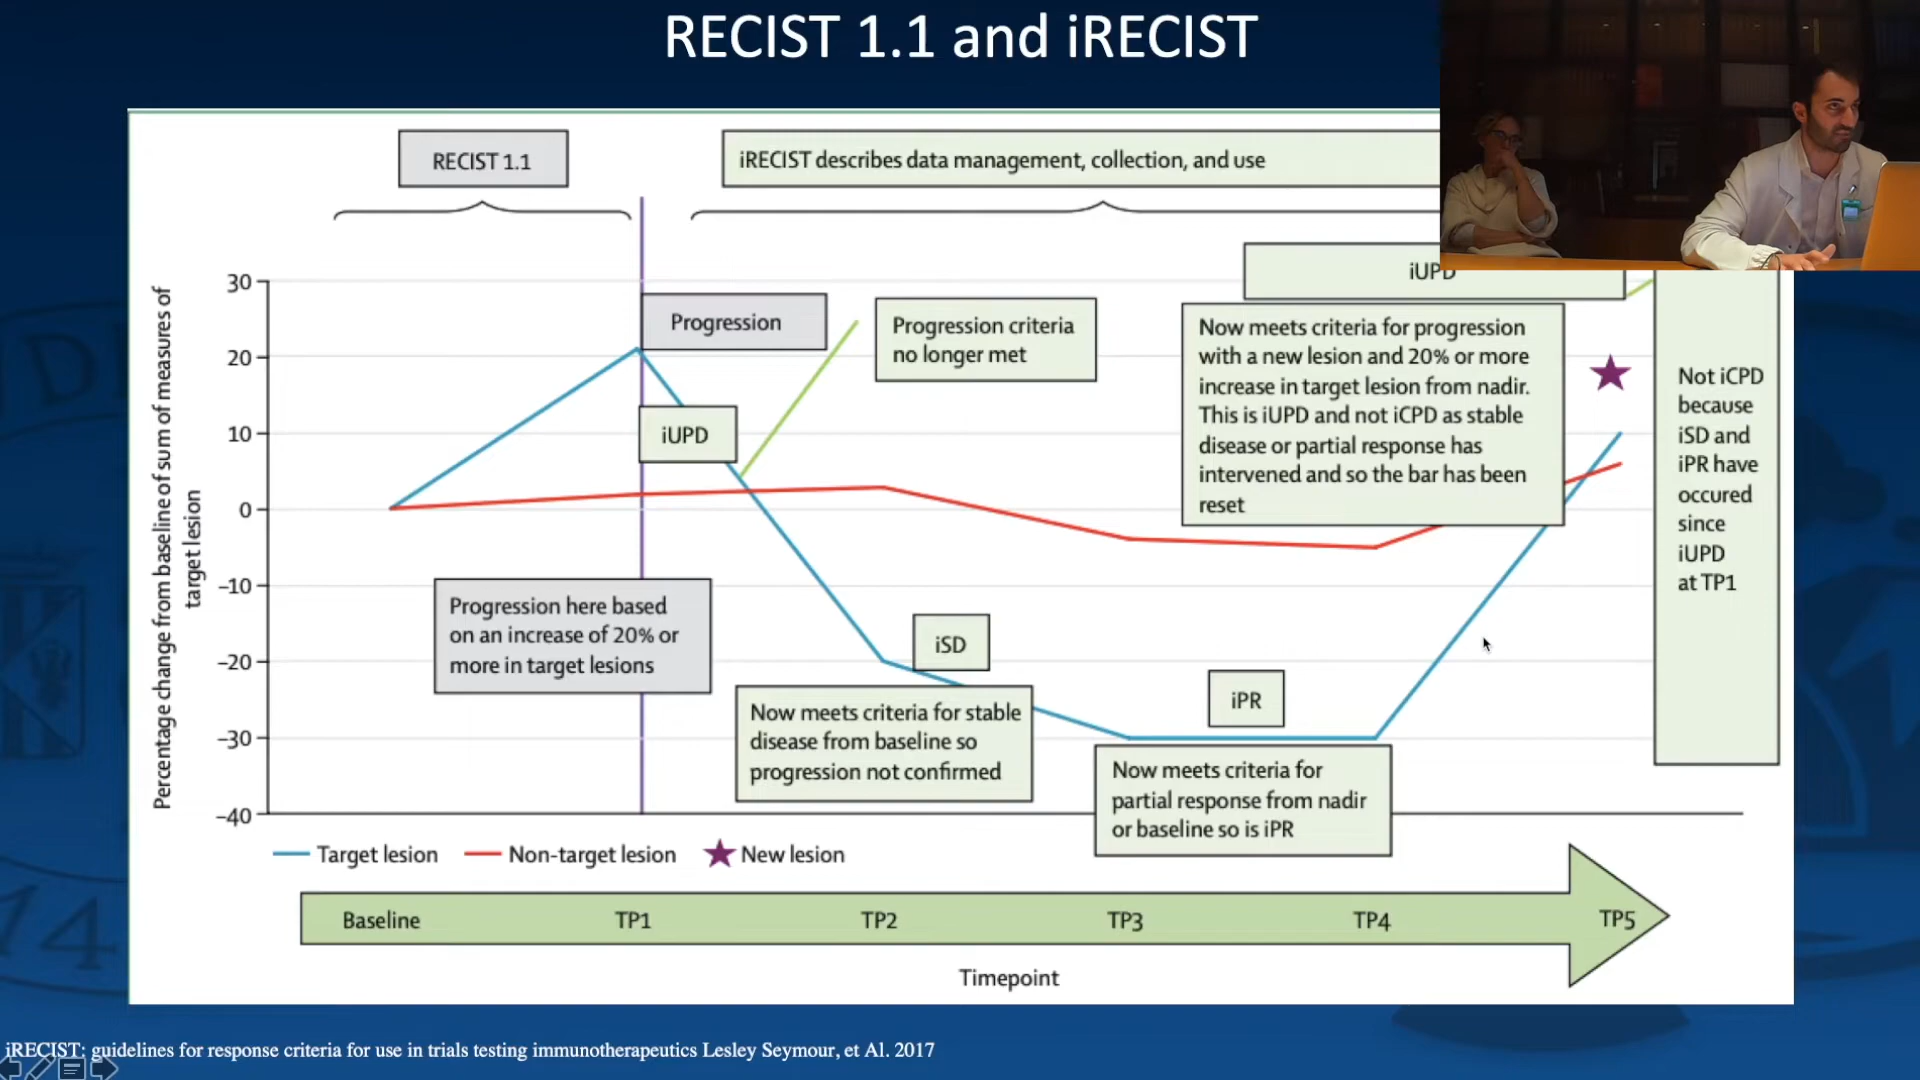 RECIST 1.1 and iRECIST
RECIST 1.1
iRECIST describes data management, collection, and use
Percentage change from baseline of sum of measures of
target lesion
30
20
10
0
–10
–20
–30
–40
Progression
iUPD
Progression criteria
no longer met
Progression here based
on an increase of 20% or
more in target lesions
iSD
Now meets criteria for stable
disease from baseline so
progression not confirmed
iPR
Now meets criteria for
partial response from nadir
or baseline so is iPR
iUPD
Now meets criteria for progression
with a new lesion and 20% or more
increase in target lesion from nadir.
This is iUPD and not iCPD as stable
disease or partial response has
intervened and so the bar has been
reset
Not iCPD
because
iSD and
iPR have
occured
since
iUPD
at TP1
Target lesion
Non-target lesion
New lesion
Baseline
TP1
TP2
TP3
TP4
TP5
Timepoint
iRECIST: guidelines for response criteria for use in trials testing immunotherapeutics Lesley Seymour, et Al. 2017